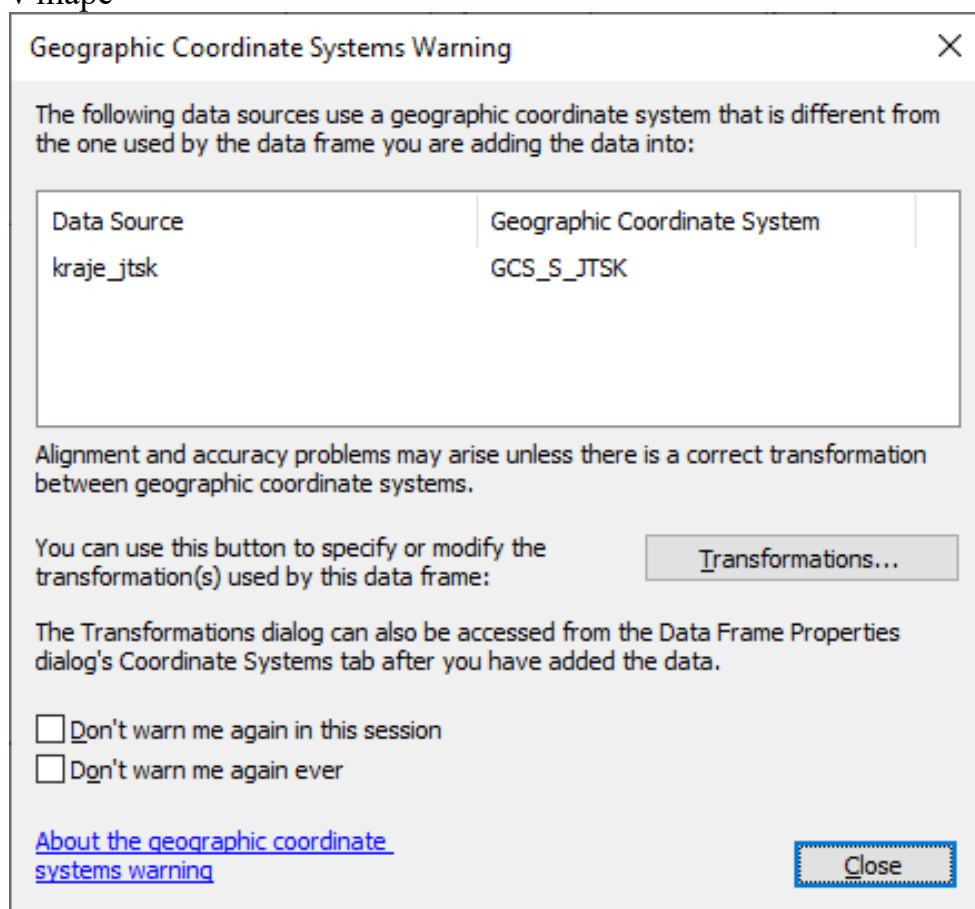 v mape
Geographic Coordinate Systems Warning
The following data sources use a geographic coordinate system that is different from
the one used by the data frame you are adding the data into:
Data Source Geographic Coordinate System
kraje_jtsk GCS_S_JTSK
Alignment and accuracy problems may arise unless there is a correct transformation
between geographic coordinate systems.
You can use this button to specify or modify the
transformation(s) used by this data frame:
Transformations...
The Transformations dialog can also be accessed from the Data Frame Properties
dialog's Coordinate Systems tab after you have added the data.
Don't warn me again in this session
Don't warn me again ever
About the geographic coordinate
systems warning
Close